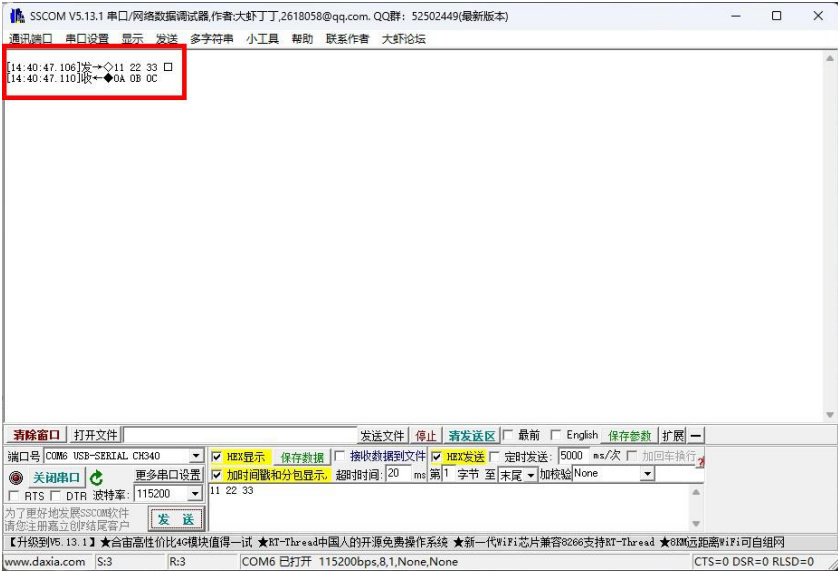 SSCOM V5.13.1 串口/网络数据调试器,作者:大虾丁丁,2618058@qq.com. QQ群: 52502449(最新版本)
通讯端口 串口设置 显示 发送 多字符串 小工具 帮助 联系作者 大虾论坛
[14:40:47.106]发→◇11 22 33 □
[14:40:47.110]收←◆0A 0B 0C
清除窗口 打开文件 发送文件 停止 清发送区 最前 English 保存参数 扩展 —
端口号 COM6 USB-SERIAL CH340 HEX显示 保存数据 接收数据到文件 HEX发送 定时发送: 5000 ms/次 加回车换行
关闭串口 更多串口设置 加时间戳和分包显示, 超时时间: 20 ms 第1 字节 至 末尾 加校验 None
RTS DTR 波特率: 115200 11 22 33
为了更好地发展SSCOM软件
请您注册嘉立创F结尾客户
发 送
【升级到V5.13.1】★合宙高性价比4G模块值得一试 ★RT-Thread中国人的开源免费操作系统 ★新一代WiFi芯片兼容8266支持RT-Thread ★8KM远距离WiFi可自组网
www.daxia.com S:3 R:3 COM6 已打开 115200bps,8,1,None,None CTS=0 DSR=0 RLSD=0